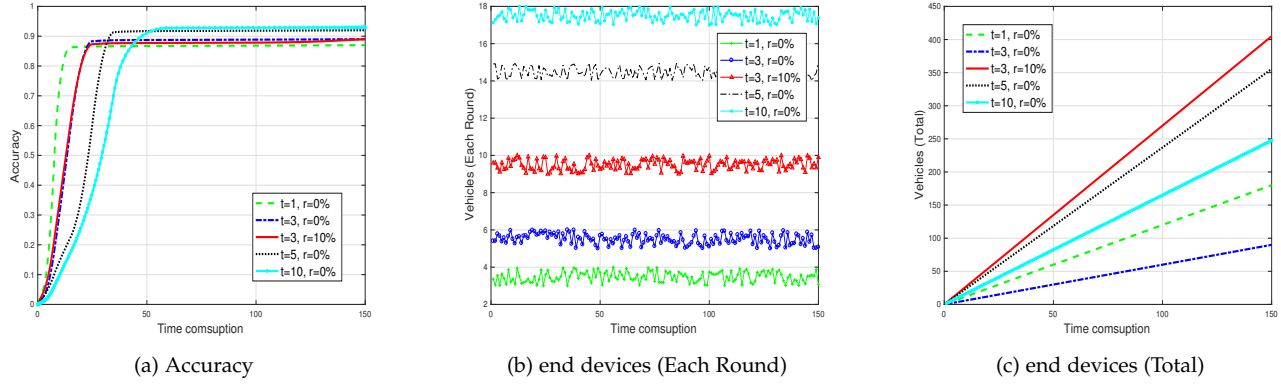 1
0.9
0.8
0.7
0.6
0.5
0.4
0.3
0.2
0.1
0
0
50
100
150
Accuracy
Time comsuption
t=1, r=0%
t=3, r=0%
t=3, r=10%
t=5, r=0%
t=10, r=0%
(a) Accuracy
18
16
14
12
10
8
6
4
2
0
50
100
150
Vehicles (Each Round)
Time comsuption
t=1, r=0%
t=3, r=0%
t=3, r=10%
t=5, r=0%
t=10, r=0%
(b) end devices (Each Round)
450
400
350
300
250
200
150
100
50
0
0
50
100
150
Vehicles (Total)
Time comsuption
t=1, r=0%
t=3, r=0%
t=3, r=10%
t=5, r=0%
t=10, r=0%
(c) end devices (Total)